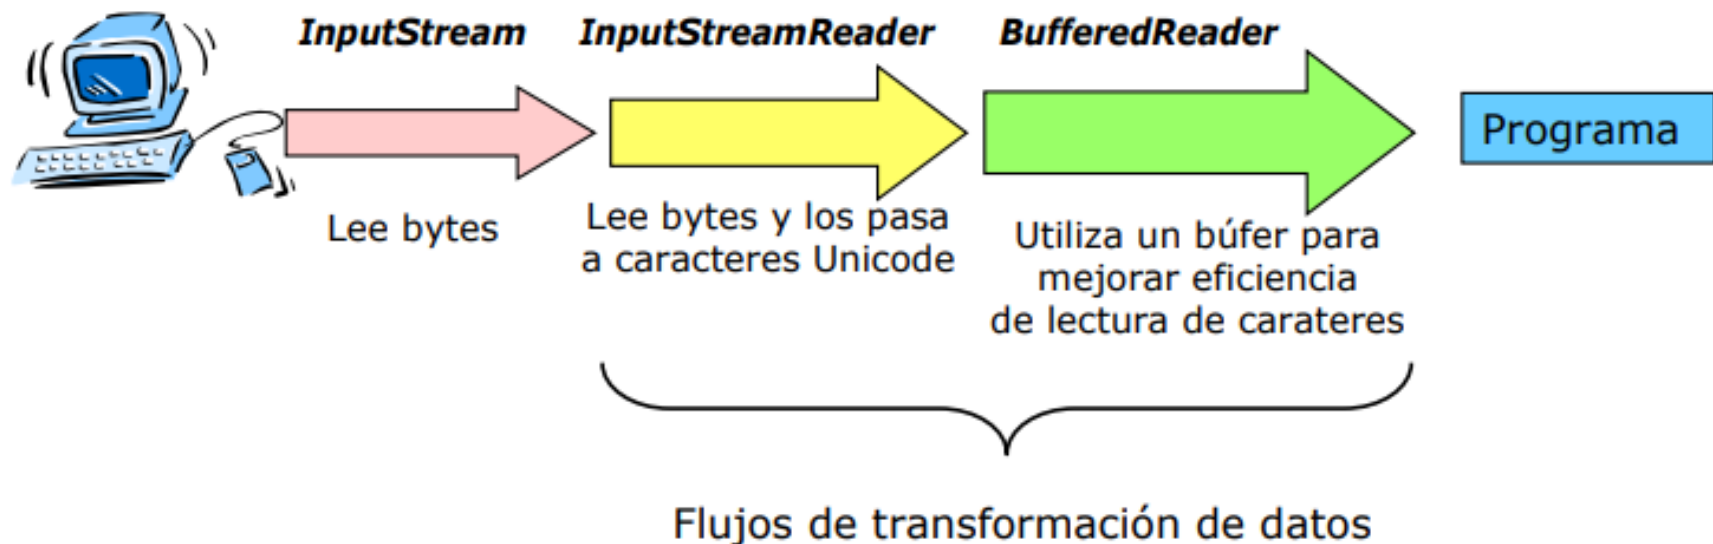 InputStream
InputStreamReader
BufferedReader
Lee bytes
Lee bytes y los pasa
a caracteres Unicode
Utiliza un búfer para
mejorar eficiencia
de lectura de carateres
Programa
Flujos de transformación de datos